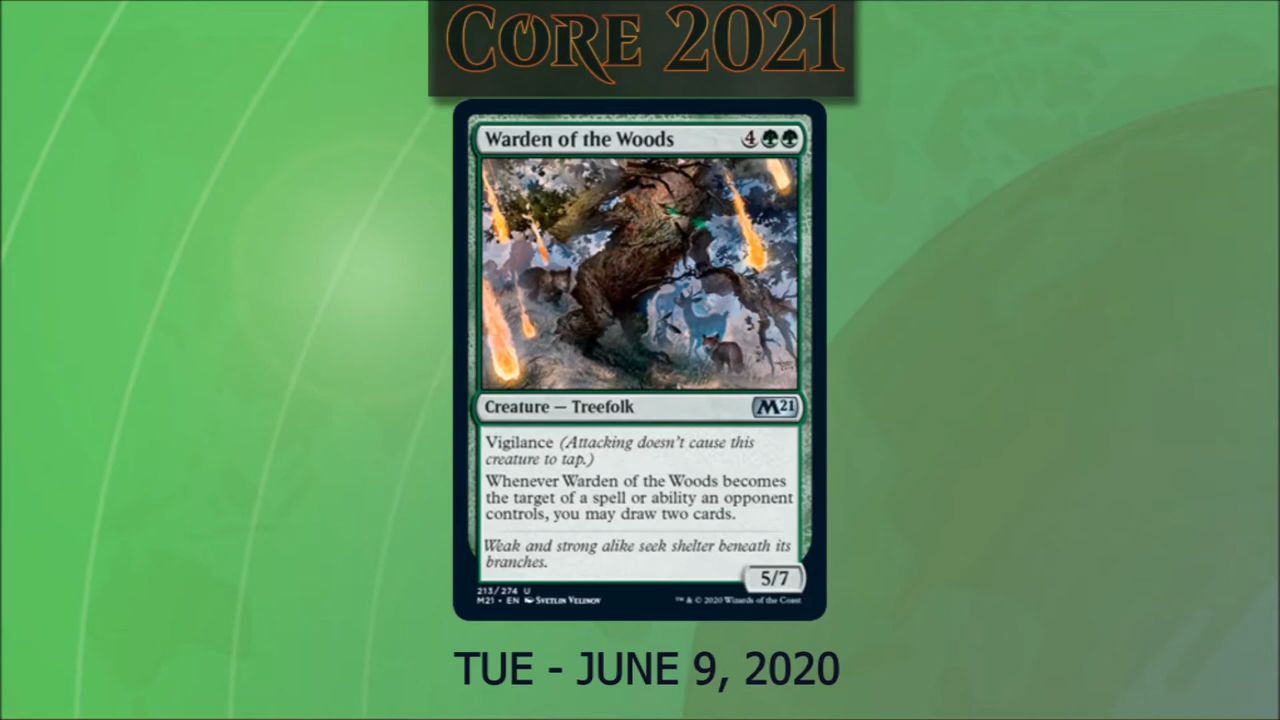 CORE 2021
Warden of the Woods 4
Creature — Treefolk M21
Vigilance (Attacking doesn't cause this
creature to tap.)
Whenever Warden of the Woods becomes
the target of a spell or ability an opponent
controls, you may draw two cards.
Weak and strong alike seek shelter beneath its
branches.
5/7
213/274 U
M21 • EN Svetlin Velinov ™ & © 2020 Wizards of the Coast
TUE - JUNE 9, 2020